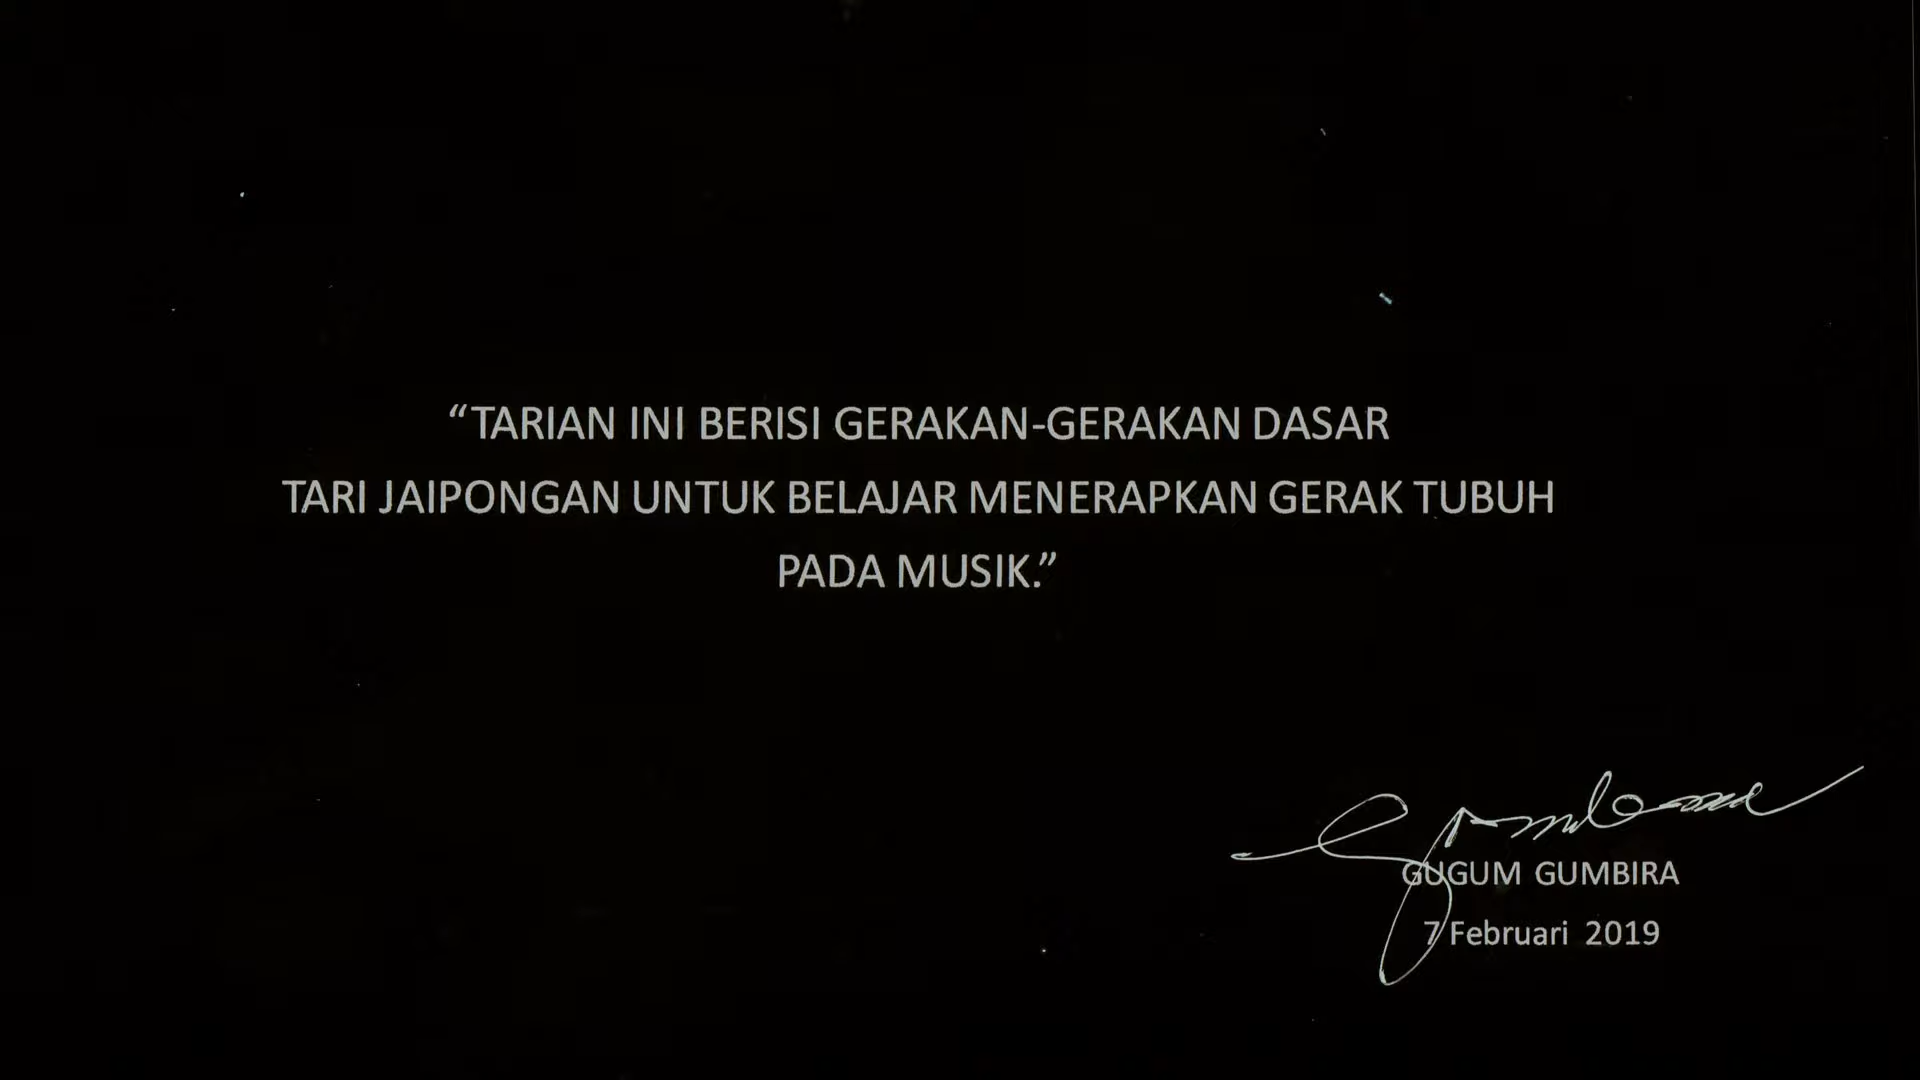 “TARIAN INI BERISI GERAKAN-GERAKAN DASAR
TARI JAIPONGAN UNTUK BELAJAR MENERAPKAN GERAK TUBUH
PADA MUSIK.”
GUGUM GUMBIRA
7 Februari 2019